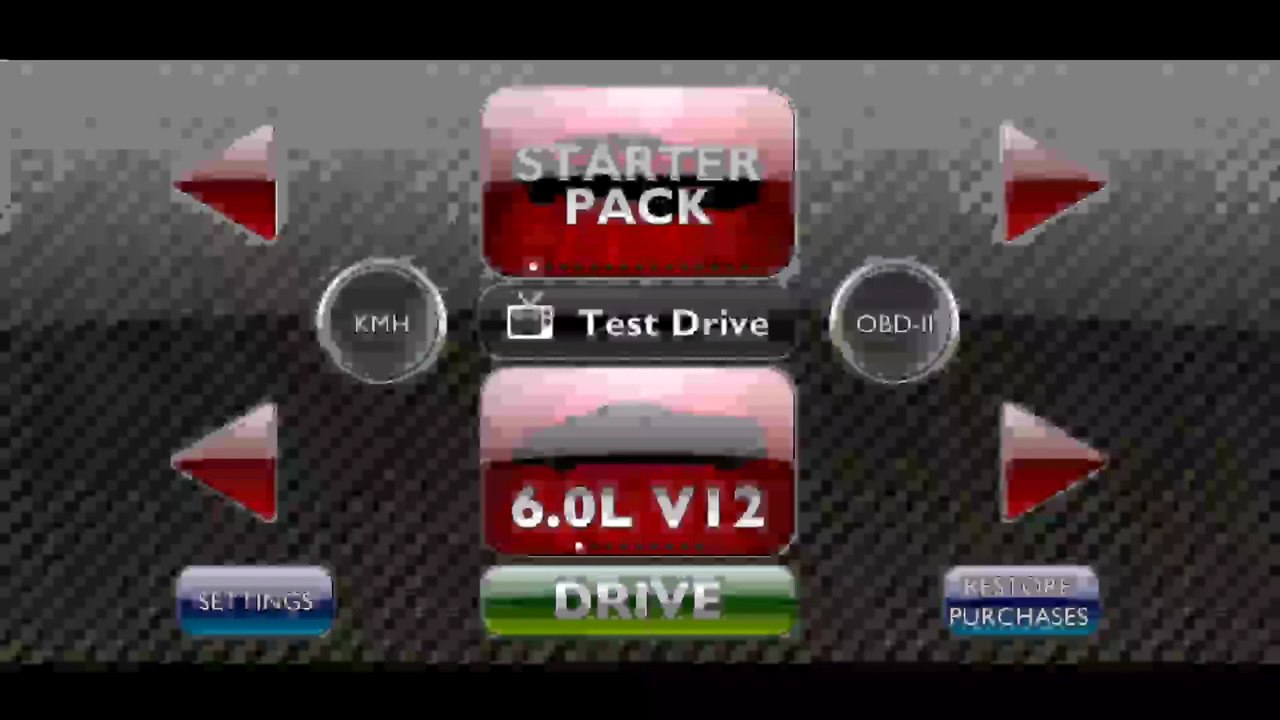 STARTER
PACK
KMH
Test Drive
OBD-II
6.0L V12
SETTINGS
DRIVE
RESTORE
PURCHASES